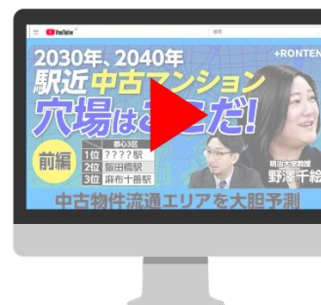 YouTube
検索
2030年、2040年
+RONTEN
駅近 中古マンション
穴場はここだ!
前編
都心3区
1位 ????駅
2位 飯田橋駅
3位 麻布十番駅
明治大学教授
野澤千絵
中古物件流通エリアを大胆予測